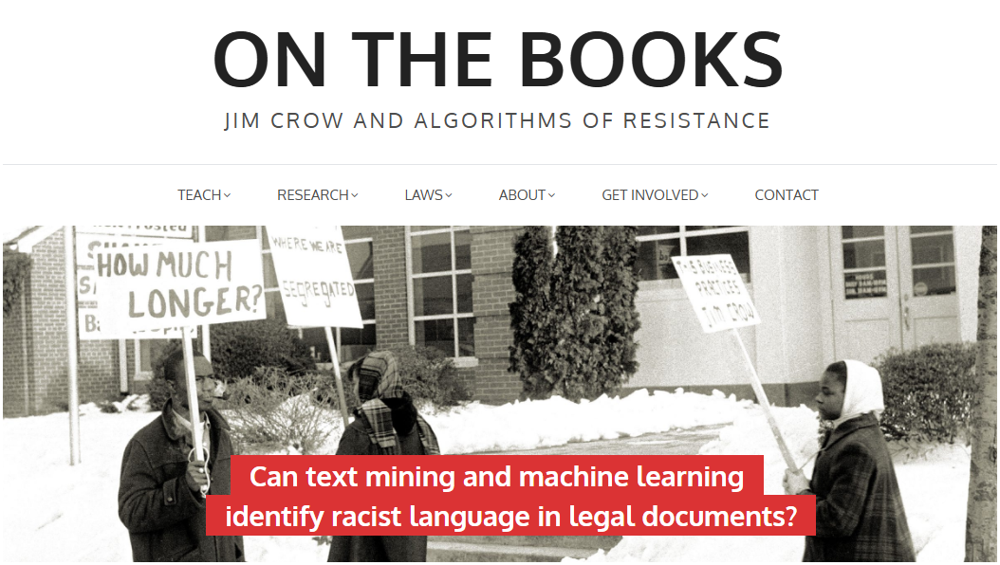 ON THE BOOKS
JIM CROW AND ALGORITHMS OF RESISTANCE
TEACH RESEARCH LAWS ABOUT GET INVOLVED CONTACT
HOW MUCH
LONGER?
WHERE WE ARE
SEGREGATED
THE BUSINESS
PRACTICES
JIM CROW
Can text mining and machine learning
identify racist language in legal documents?